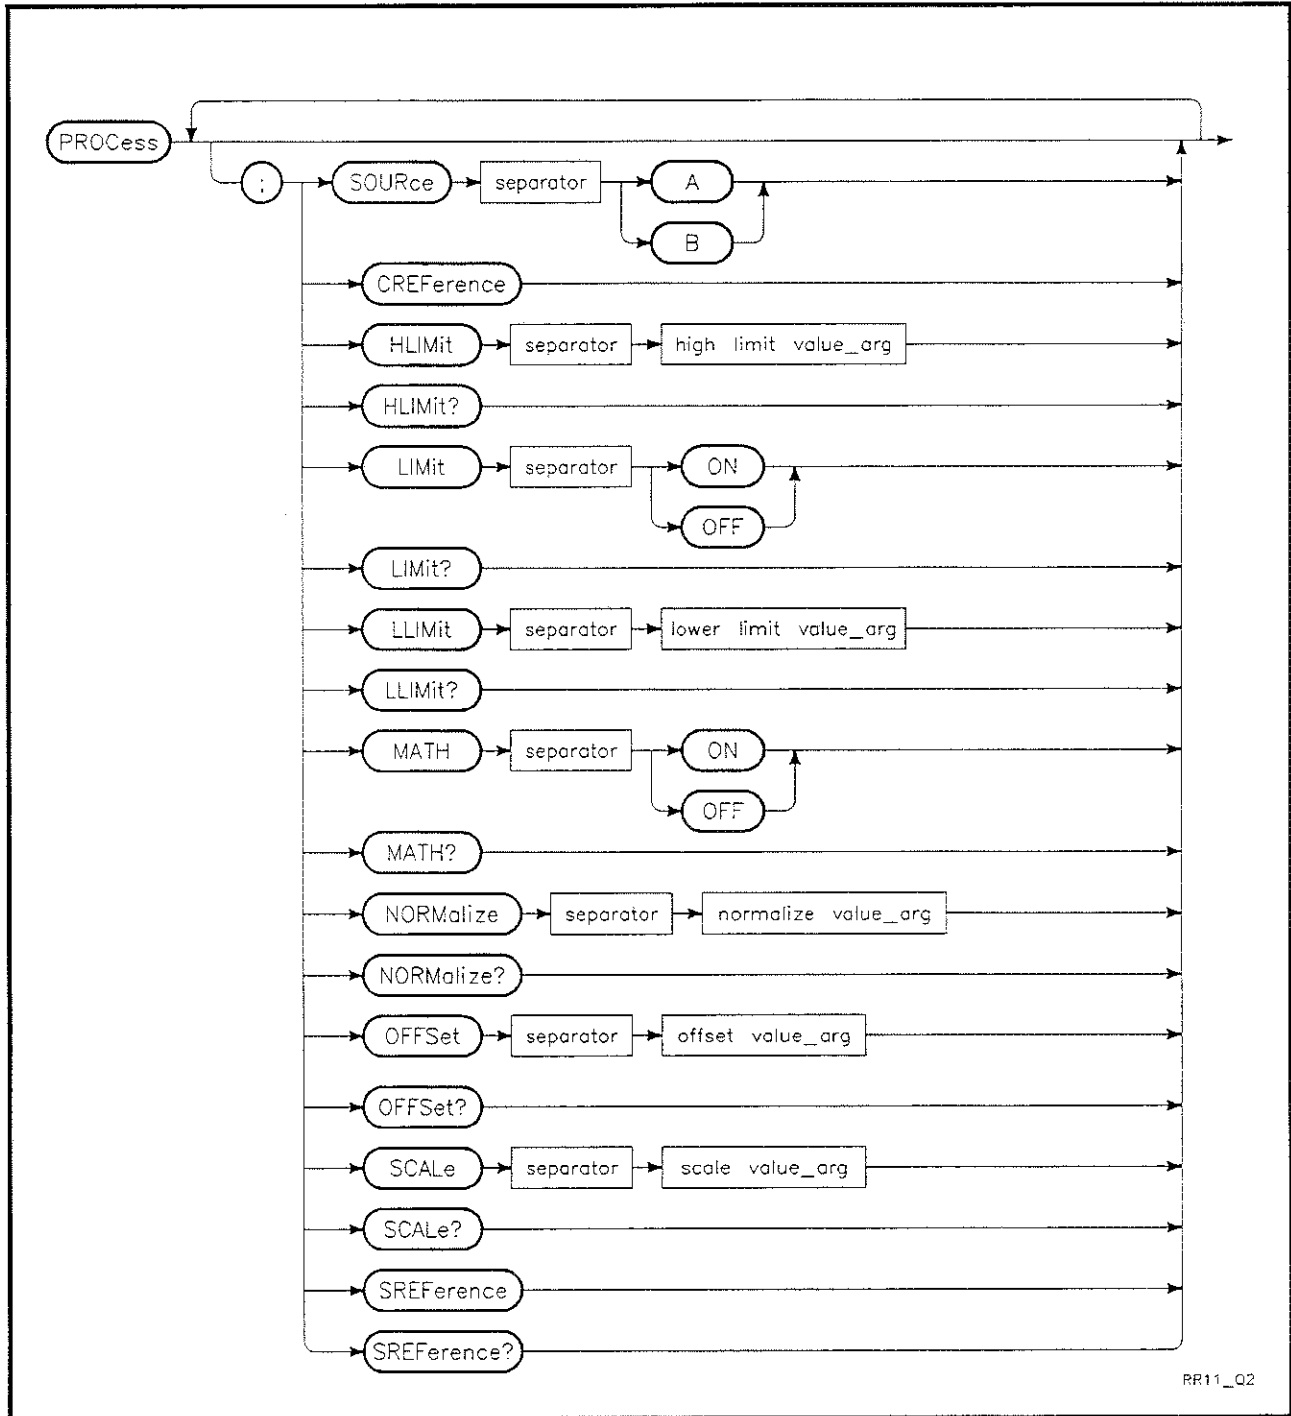 PROCess
; SOURce separator A
B
CREFerence
HLIMit separator high limit value_arg
HLIMit?
LIMit separator ON
OFF
LIMit?
LLIMit separator lower limit value_arg
LLIMit?
MATH separator ON
OFF
MATH?
NORMalize separator normalize value_arg
NORMalize?
OFFSet separator offset value_arg
OFFSet?
SCALe separator scale value_arg
SCALe?
SREFerence
SREFerence?
RR11_02